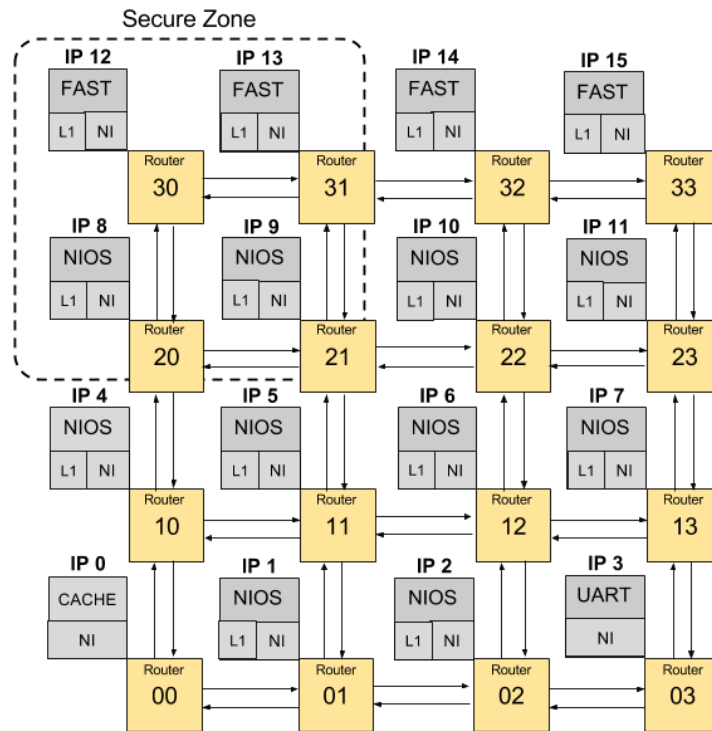 Secure Zone
IP 12 IP 13 IP 14 IP 15
FAST FAST FAST FAST
L1 NI L1 NI L1 NI L1 NI
Router Router Router Router
30 31 32 33
IP 8 IP 9 IP 10 IP 11
NIOS NIOS NIOS NIOS
L1 NI L1 NI L1 NI L1 NI
Router Router Router Router
20 21 22 23
IP 4 IP 5 IP 6 IP 7
NIOS NIOS NIOS NIOS
L1 NI L1 NI L1 NI L1 NI
Router Router Router Router
10 11 12 13
IP 0 IP 1 IP 2 IP 3
CACHE NIOS NIOS UART
NI L1 NI L1 NI NI
Router Router Router Router
00 01 02 03